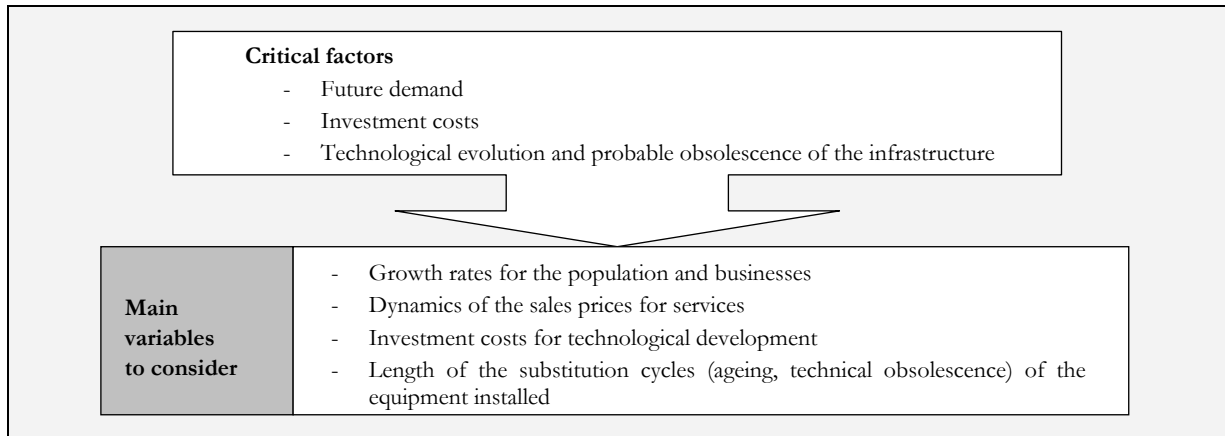 Critical factors
- Future demand
- Investment costs
- Technological evolution and probable obsolescence of the infrastructure
Main
variables
to consider
- Growth rates for the population and businesses
- Dynamics of the sales prices for services
- Investment costs for technological development
- Length of the substitution cycles (ageing, technical obsolescence) of the
equipment installed